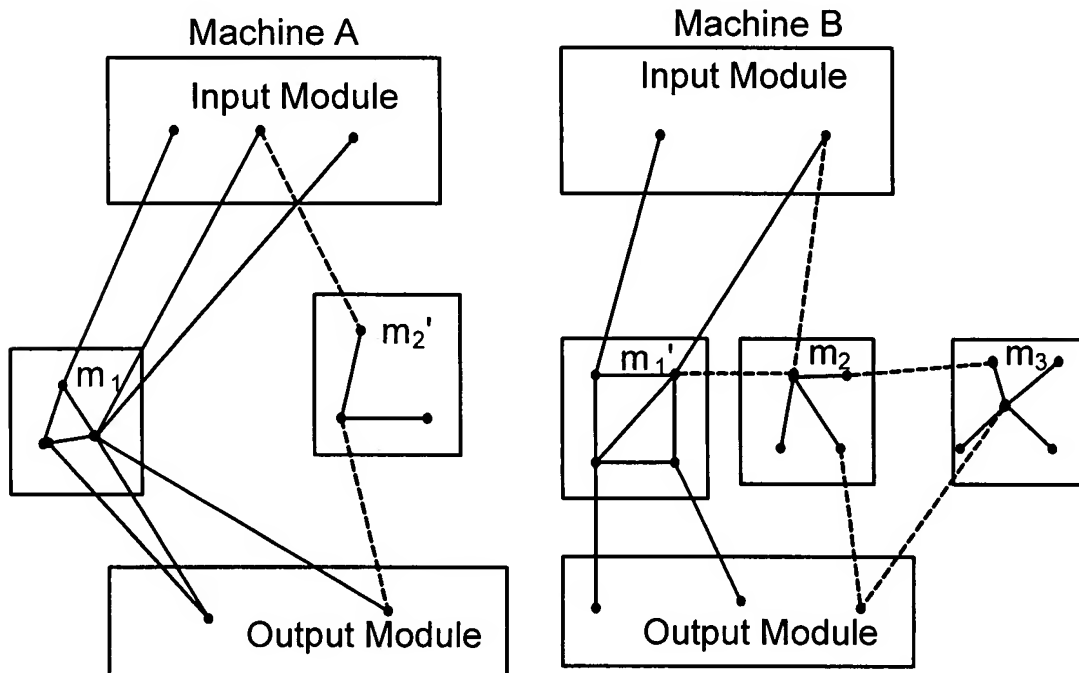 Machine A
Input Module
m1
m2'
Output Module
Machine B
Input Module
m1'
m2
m3
Output Module